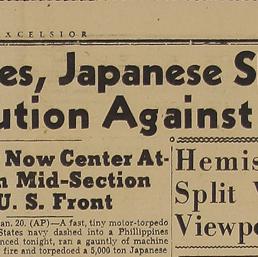 EXCELSIOR
es, Japanese S
ution Against
Now Center At-
Mid-Section
U. S. Front
an. 20. (AP)—A fast, tiny motor-torpedo
States navy dashed into a Phillippines
nced tonight, ran a gauntly of machine
fire and torpedoed a 5,000 ton Japanese
Hemis
Split
Viewpo